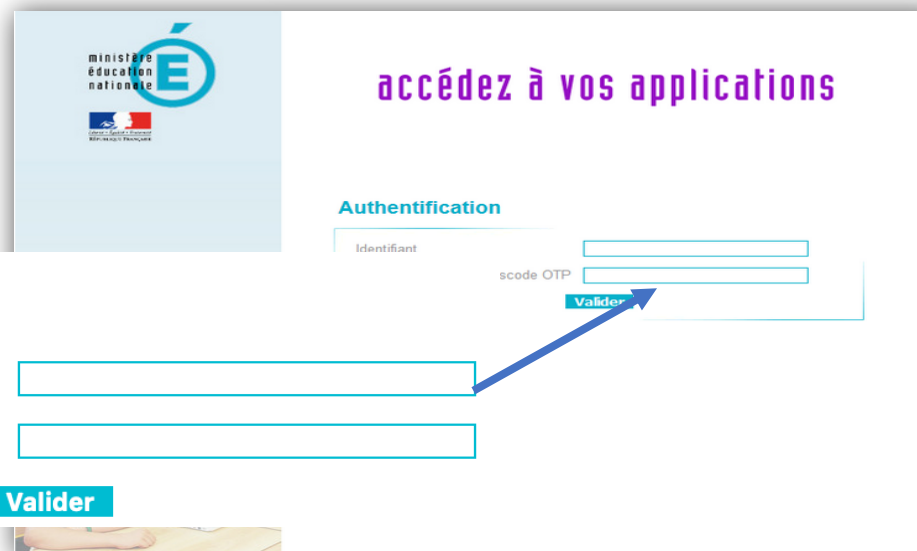 ministère
éducation
nationale
RÉPUBLIQUE FRANÇAISE
accédez à vos applications
Authentification
Identifiant
scode OTP
Valider
Valider